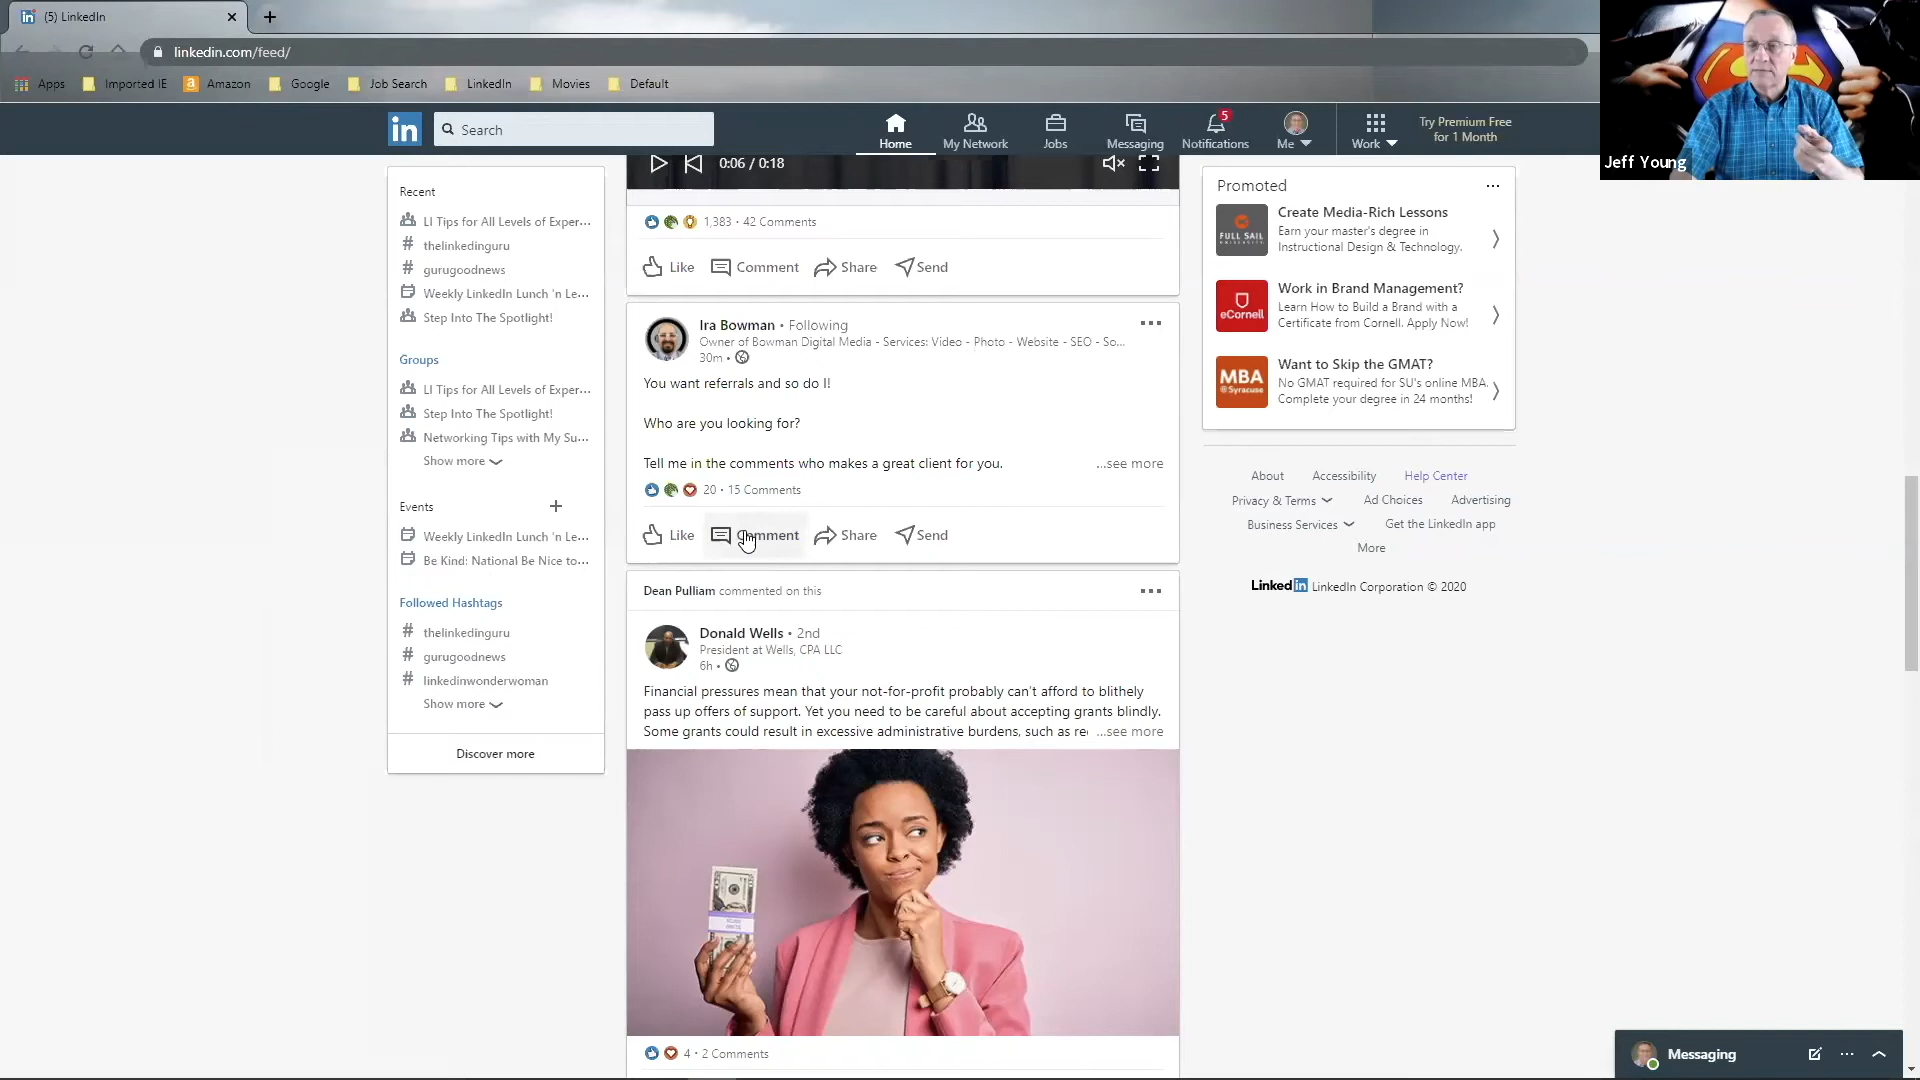 (5) LinkedIn
linkedin.com/feed/
Apps Imported IE Amazon Google Job Search LinkedIn Movies Default
Jeff Young
in Search
Home My Network Jobs Messaging 5 Notifications Me Work
Try Premium Free
for 1 Month
Recent
LI Tips for All Levels of Exper...
# thelinkedinguru
# gurugoodnews
Weekly LinkedIn Lunch 'n Le...
Step Into The Spotlight!
Groups
LI Tips for All Levels of Exper...
Step Into The Spotlight!
Networking Tips with My Su...
Show more
Events +
Weekly LinkedIn Lunch 'n Le...
Be Kind: National Be Nice to...
Followed Hashtags
# thelinkedinguru
# gurugoodnews
# linkedinwonderwoman
Show more
Discover more
0:06 / 0:18
1,383 • 42 Comments
Like Comment Share Send
Ira Bowman • Following
Owner of Bowman Digital Media - Services: Video - Photo - Website - SEO - So...
30m •
You want referrals and so do I!
Who are you looking for?
Tell me in the comments who makes a great client for you. ...see more
20 • 15 Comments
Like Comment Share Send
Dean Pulliam commented on this
Donald Wells • 2nd
President at Wells, CPA LLC
6h •
Financial pressures mean that your not-for-profit probably can't afford to blithely
pass up offers of support. Yet you need to be careful about accepting grants blindly.
Some grants could result in excessive administrative burdens, such as re ...see more
4 • 2 Comments
Promoted
FULL SAIL
UNIVERSITY
Create Media-Rich Lessons
Earn your master's degree in
Instructional Design & Technology.
eCornell
Work in Brand Management?
Learn How to Build a Brand with a
Certificate from Cornell. Apply Now!
MBA
@Syracuse
Want to Skip the GMAT?
No GMAT required for SU's online MBA.
Complete your degree in 24 months!
About Accessibility Help Center
Privacy & Terms Ad Choices Advertising
Business Services Get the LinkedIn app
More
LinkedIn LinkedIn Corporation © 2020
Messaging